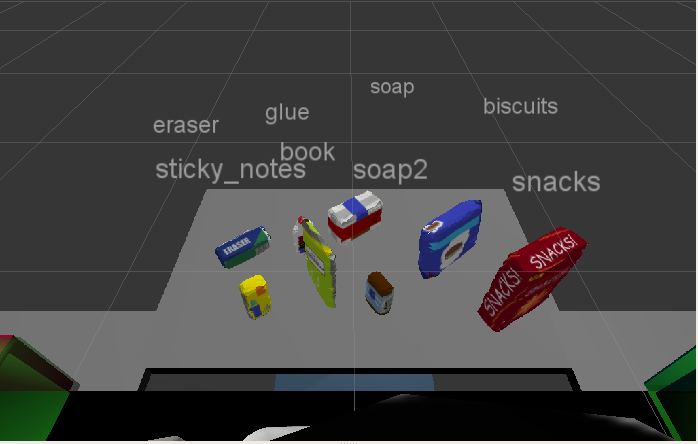 soap
biscuits
glue
eraser
book
sticky_notes
soap2
snacks
ERASER
SNACKS!
SNACKS!